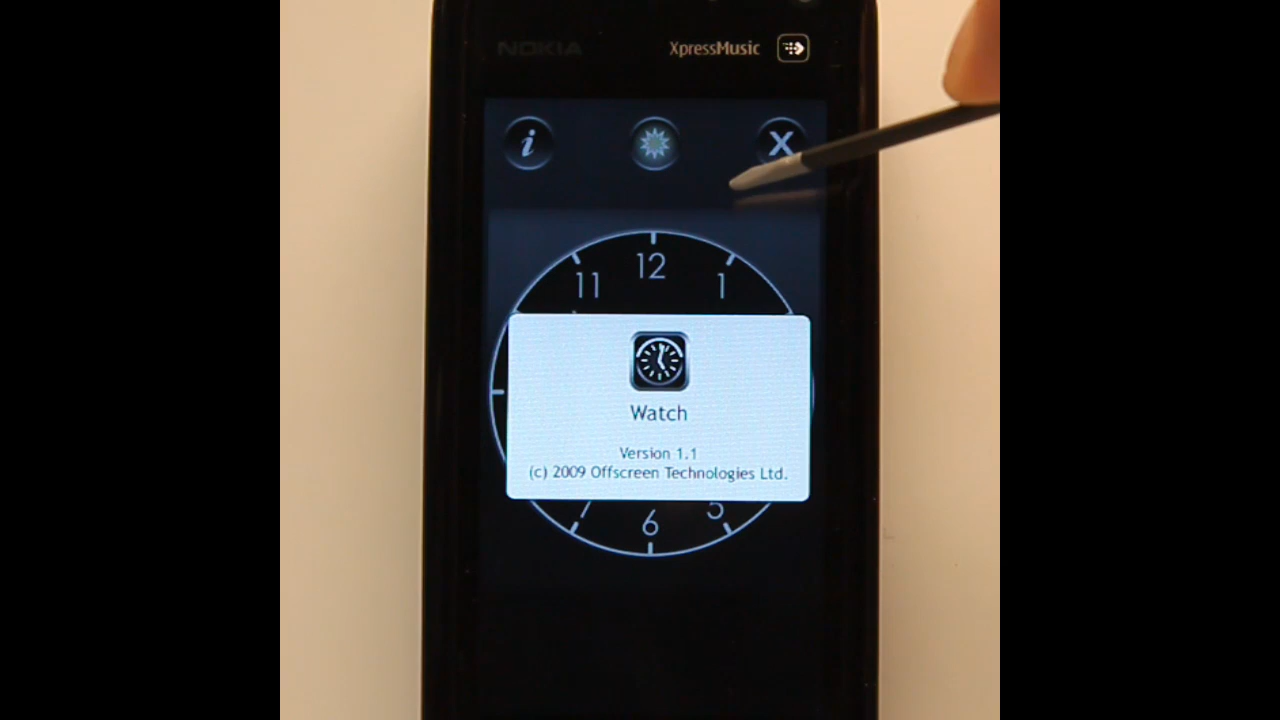 NOKIA
XpressMusic
i
X
11
12
1
Watch
Version 1.1
(c) 2009 Offscreen Technologies Ltd.
6
5